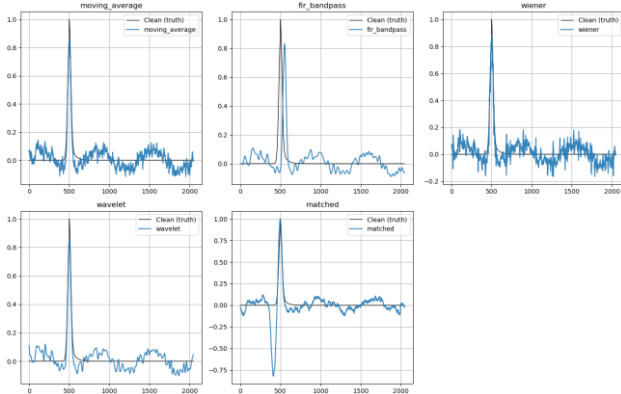 moving_average
Clean (truth)
moving_average
1.0
0.8
0.6
0.4
0.2
0.0
0 500 1000 1500 2000
fir_bandpass
Clean (truth)
fir_bandpass
1.0
0.8
0.6
0.4
0.2
0.0
0 500 1000 1500 2000
wiener
Clean (truth)
wiener
1.0
0.8
0.6
0.4
0.2
0.0
−0.2
0 500 1000 1500 2000
wavelet
Clean (truth)
wavelet
1.0
0.8
0.6
0.4
0.2
0.0
0 500 1000 1500 2000
matched
Clean (truth)
matched
1.00
0.75
0.50
0.25
0.00
−0.25
−0.50
−0.75
0 500 1000 1500 2000